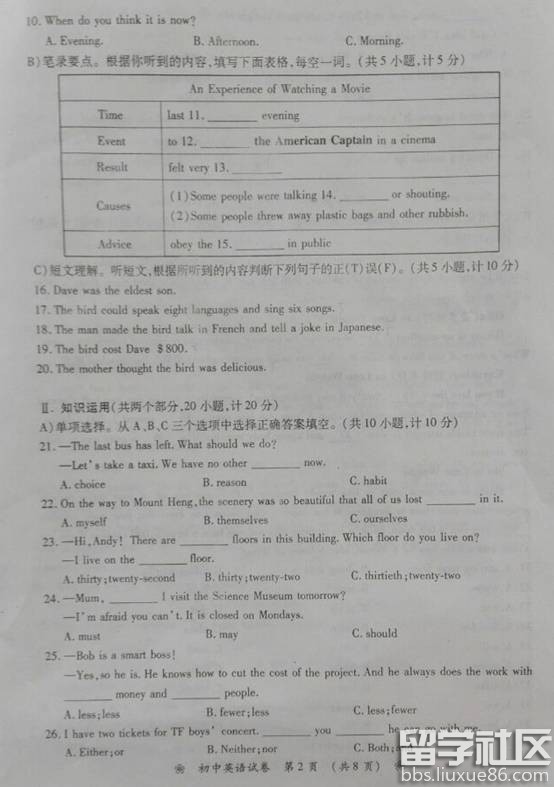 10. When do you think it is now?
A. Evening. B. Afternoon. C. Morning.
B)笔录要点。根据你听到的内容,填写下面表格,每空一词。(共5小题,计5分)
An Experience of Watching a Movie
Time last 11. ________ evening
Event to 12. ________ the American Captain in a cinema
Result felt very 13. ________
Causes (1)Some people were talking 14. ________ or shouting.
(2)Some people threw away plastic bags and other rubbish.
Advice obey the 15. ________ in public
C)短文理解。听短文,根据所听到的内容判断下列句子的正(T)误(F)。(共5小题,计10分)
16. Dave was the eldest son.
17. The bird could speak eight languages and sing six songs.
18. The man made the bird talk in French and tell a joke in Japanese.
19. The bird cost Dave $800.
20. The mother thought the bird was delicious.
Ⅱ. 知识运用(共两个部分,20小题,计20分)
A)单项选择。从A、B、C三个选项中选择正确答案填空。(共10小题,计10分)
21. —The last bus has left. What should we do?
—Let's take a taxi. We have no other ________ now.
A. choice B. reason C. habit
22. On the way to Mount Heng, the scenery was so beautiful that all of us lost ________ in it.
A. myself B. themselves C. ourselves
23. —Hi, Andy! There are ________ floors in this building. Which floor do you live on?
—I live on the ________ floor.
A. thirty; twenty-second B. thirty; twenty-two C. thirtieth; twenty-two
24. —Mum, ________ I visit the Science Museum tomorrow?
—I'm afraid you can't. It is closed on Mondays.
A. must B. may C. should
25. —Bob is a smart boss!
—Yes, so he is. He knows how to cut the cost of the project. And he always does the work with
________ money and ________ people.
A. less; less B. fewer; less C. less; fewer
26. I have two tickets for TF boys' concert. ________ you ________ he can go with me.
A. Either; or B. Neither; nor C. Both;
初中英语试卷 第2页 (共8页)
留学社区
bbs.liuxue86.com